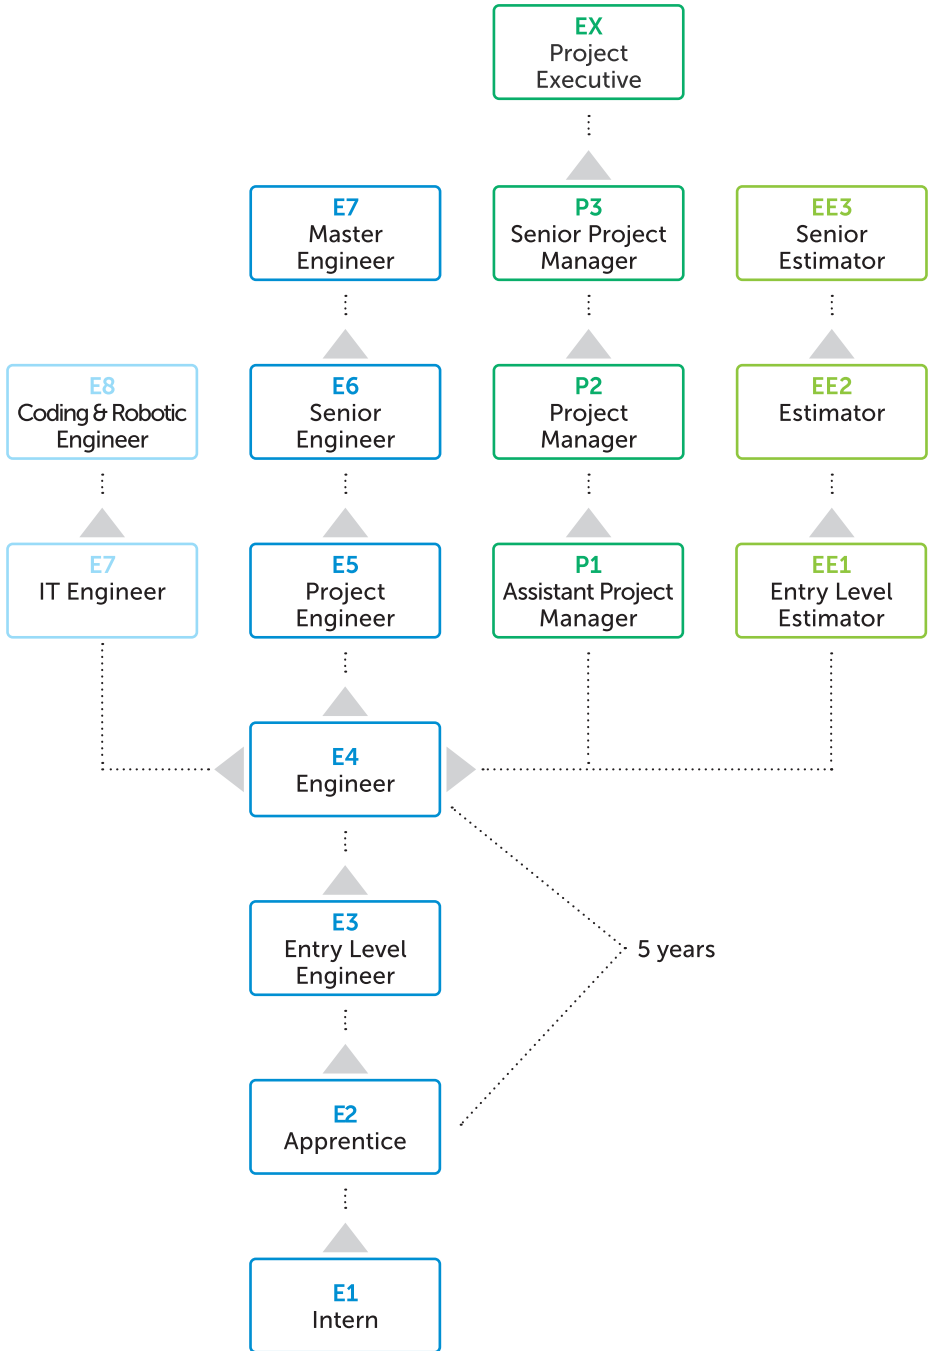 EX
Project
Executive
E7
Master
Engineer
P3
Senior Project
Manager
EE3
Senior
Estimator
E8
Coding & Robotic
Engineer
E6
Senior
Engineer
P2
Project
Manager
EE2
Estimator
E7
IT Engineer
E5
Project
Engineer
P1
Assistant Project
Manager
EE1
Entry Level
Estimator
E4
Engineer
E3
Entry Level
Engineer
5 years
E2
Apprentice
E1
Intern